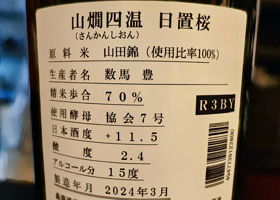 山燗四温 日置桜
(さんかんしおん)
原料米 山田錦(使用比率100%)
生産者名 数馬 豊
精米歩合 70%
使用酵母 協会7号
日本酒度 +11.5
酸度 2.4
アルコール分 15度
製造年月 2024年3月
R3BY
4547739122800